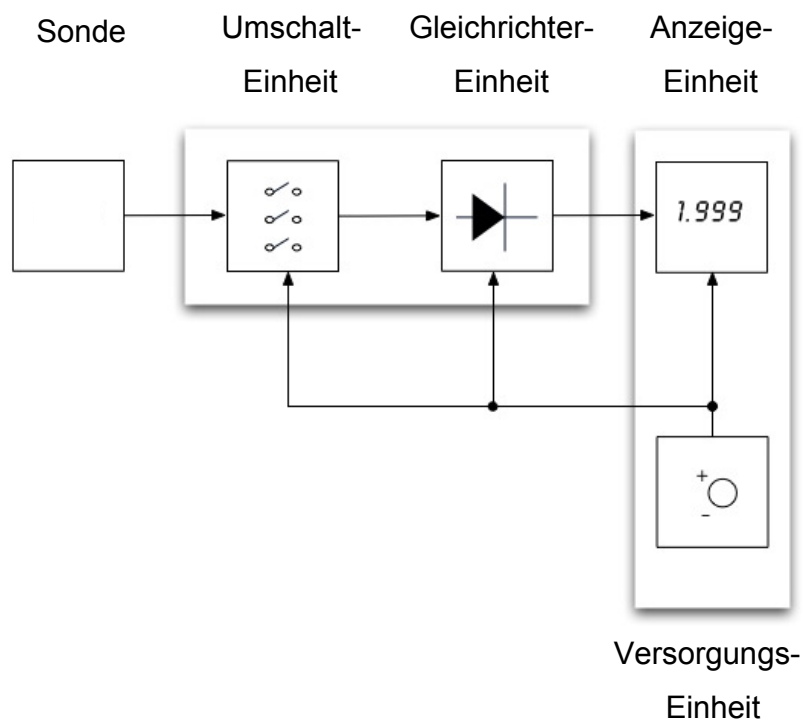 Sonde
Umschalt-
Einheit
Gleichrichter-
Einheit
Anzeige-
Einheit
1.999
+
-
Versorgungs-
Einheit